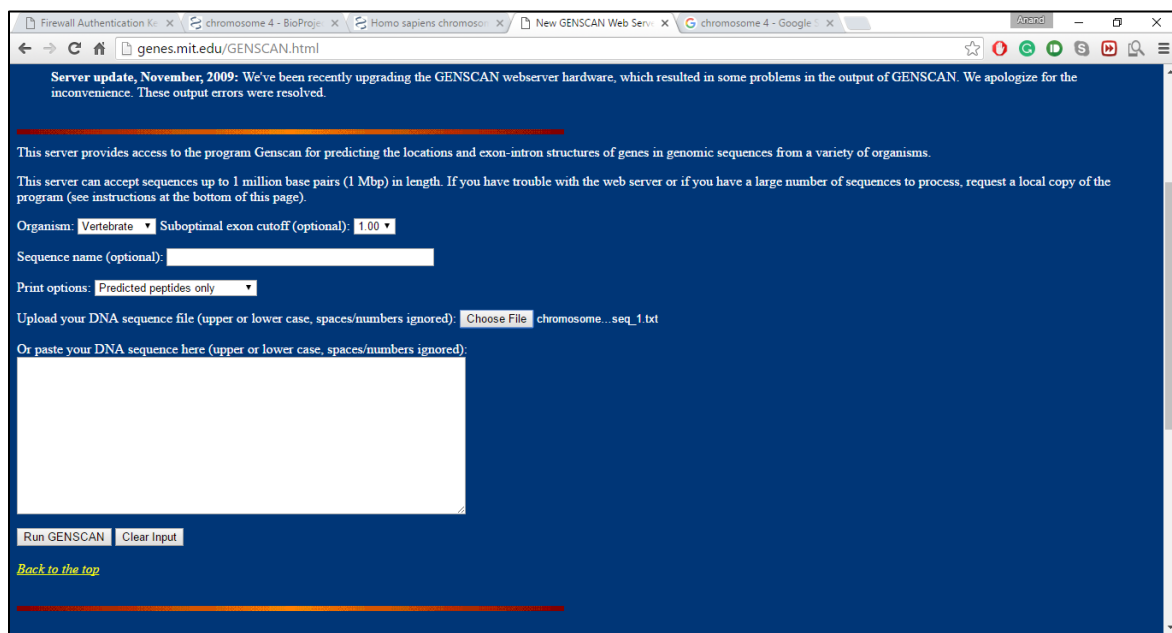 Firewall Authentication Ke
chromosome 4 - BioProje
Homo sapiens chromosom
New GENSCAN Web Serve
chromosome 4 - Google S
Anand
genes.mit.edu/GENSCAN.html
Server update, November, 2009: We've been recently upgrading the GENSCAN webserver hardware, which resulted in some problems in the output of GENSCAN. We apologize for the
inconvenience. These output errors were resolved.
This server provides access to the program Genscan for predicting the locations and exon-intron structures of genes in genomic sequences from a variety of organisms.
This server can accept sequences up to 1 million base pairs (1 Mbp) in length. If you have trouble with the web server or if you have a large number of sequences to process, request a local copy of the
program (see instructions at the bottom of this page).
Organism: Vertebrate Suboptimal exon cutoff (optional): 1.00
Sequence name (optional):
Print options: Predicted peptides only
Upload your DNA sequence file (upper or lower case, spaces/numbers ignored): Choose File chromosome...seq_1.txt
Or paste your DNA sequence here (upper or lower case, spaces/numbers ignored):
Run GENSCAN Clear Input
Back to the top